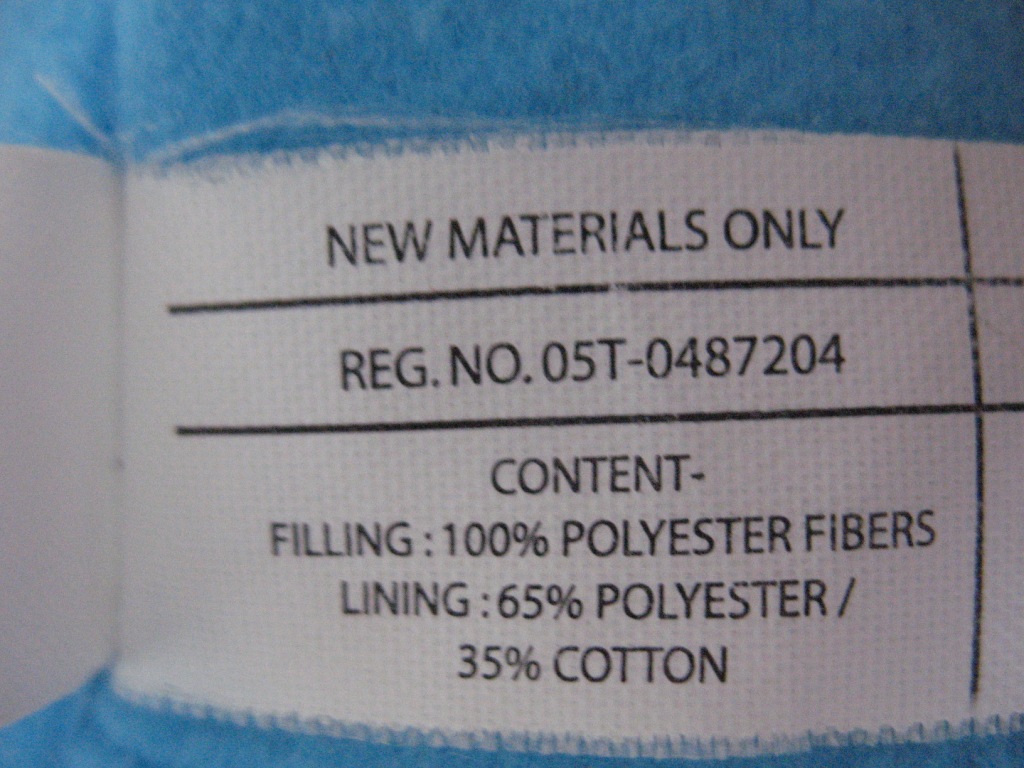 NEW MATERIALS ONLY
REG. NO. 05T-0487204
CONTENT-
FILLING : 100% POLYESTER FIBERS
LINING : 65% POLYESTER /
35% COTTON